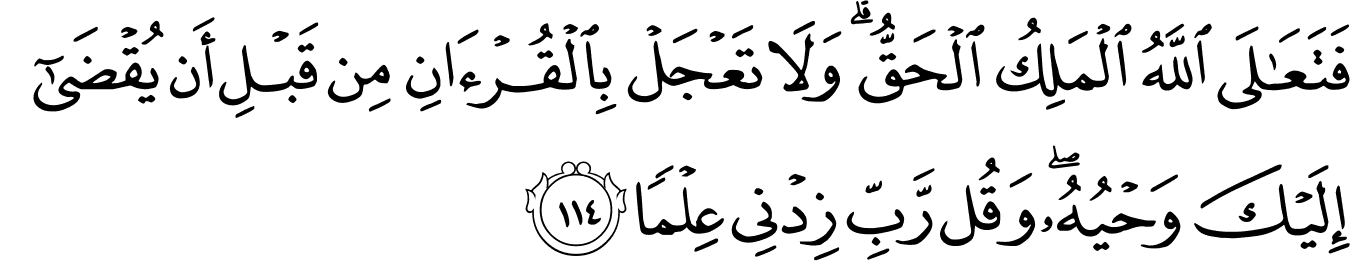 فَتَعَٰلَى ٱللَّهُ ٱلْمَلِكُ ٱلْحَقُّ ۗ وَلَا تَعْجَلْ بِٱلْقُرْءَانِ مِن قَبْلِ أَن يُقْضَىٰٓ
إِلَيْكَ وَحْيُهُۥ ۖ وَقُل رَّبِّ زِدْنِى عِلْمًا ١١٤